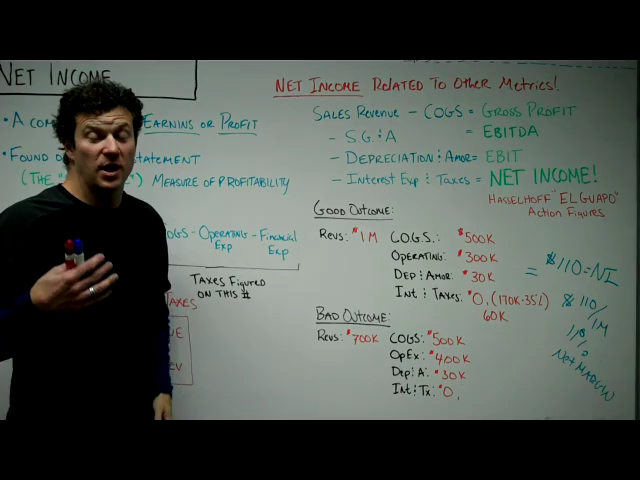 NET INCOME
• A COM EARNINS OR PROFIT
• FOUND O STATEMENT
(THE ") MEASURE OF PROFITABILITY
OGS - OPERATING - FINANCIAL
EXP EXP
TAXES FIGURED
ON THIS #
AXES
NET INCOME RELATED TO OTHER METRICS!
SALES REVENUE - COGS = GROSS PROFIT
- S.G.&A = EBITDA
- DEPRECIATION & AMOR = EBIT
- INTEREST EXP & TAXES = NET INCOME!
HASSELHOFF "EL GUAPO"
ACTION FIGURES
GOOD OUTCOME:
REVS: $1M C.O.G.S.: $500K
OPERATING: $300K
DEP & AMOR: $30K
INT & TAXES: $0, (170K·35%)
60K
= $110=NI
$110/
1M
11%
NET MARGIN
BAD OUTCOME:
REVS: $700K COGS: $500K
OPEX: $400K
DEP & A: $30K
INT & TX: $0,